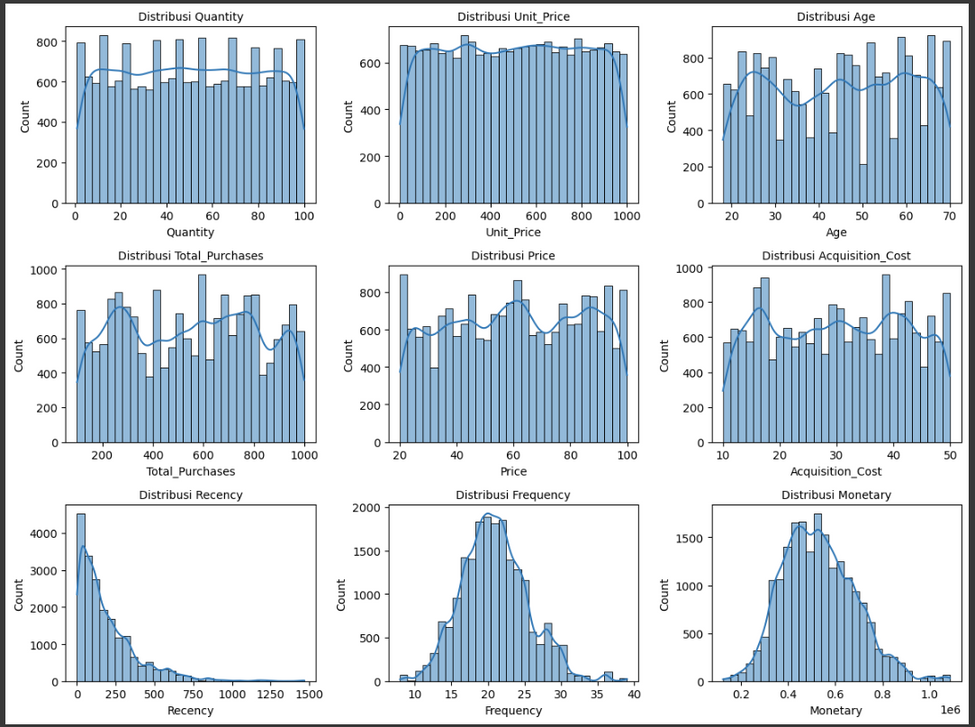 Distribusi Quantity
Count
800
600
400
200
0
0 20 40 60 80 100
Quantity
Distribusi Unit_Price
Count
600
400
200
0
0 200 400 600 800 1000
Unit_Price
Distribusi Age
Count
800
600
400
200
0
20 30 40 50 60 70
Age
Distribusi Total_Purchases
Count
1000
800
600
400
200
0
200 400 600 800 1000
Total_Purchases
Distribusi Price
Count
800
600
400
200
0
20 40 60 80 100
Price
Distribusi Acquisition_Cost
Count
1000
800
600
400
200
0
10 20 30 40 50
Acquisition_Cost
Distribusi Recency
Count
4000
3000
2000
1000
0
0 250 500 750 1000 1250 1500
Recency
Distribusi Frequency
Count
2000
1500
1000
500
0
10 15 20 25 30 35 40
Frequency
Distribusi Monetary
Count
1500
1000
500
0
0.2 0.4 0.6 0.8 1.0
1e6
Monetary